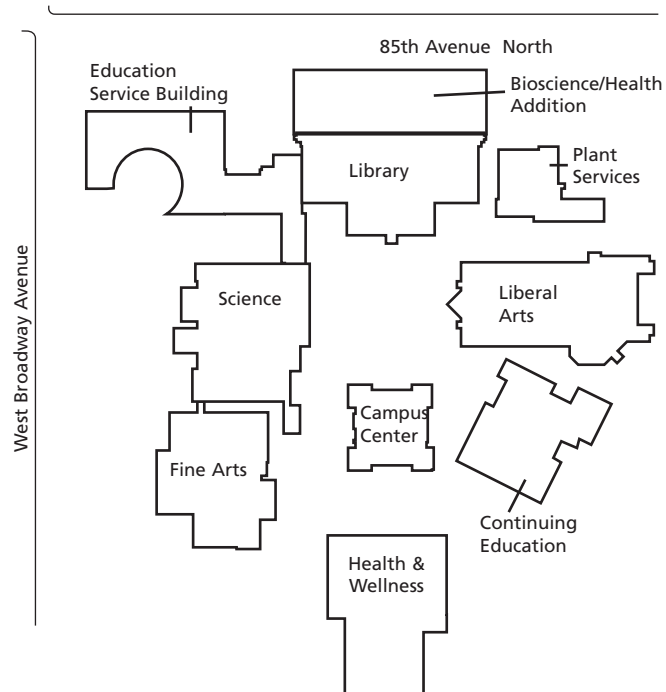 85th Avenue North
Education
Service Building
Bioscience/Health
Addition
Library
Plant
Services
West Broadway Avenue
Science
Liberal
Arts
Campus
Center
Fine Arts
Continuing
Education
Health &
Wellness